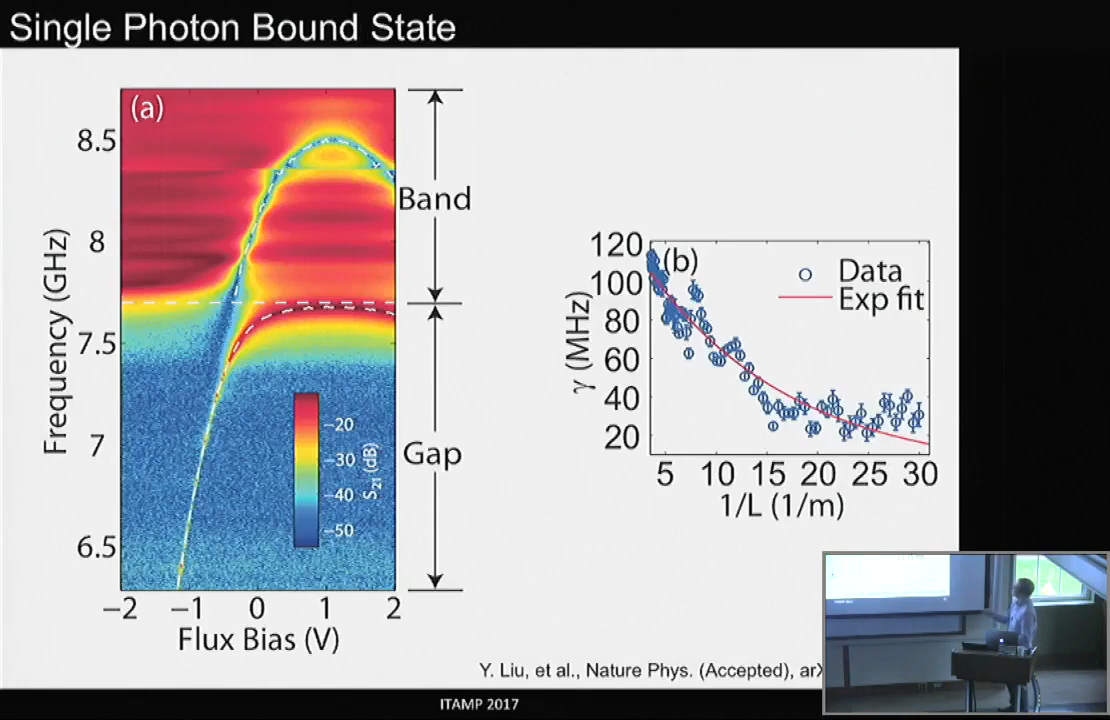 Single Photon Bound State
(a)
8.5
8
7.5
7
6.5
Frequency (GHz)
−2 −1 0 1 2
Flux Bias (V)
−20
−30
−40
−50
S21 (dB)
Band
Gap
(b)
Data
Exp fit
120
100
80
60
40
20
γ (MHz)
5 10 15 20 25 30
1/L (1/m)
Y. Liu, et al., Nature Phys. (Accepted), arX
ITAMP 2017